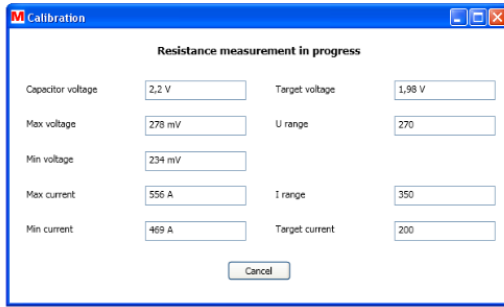 M Calibration
Resistance measurement in progress
Capacitor voltage 2,2 V Target voltage 1,98 V
Max voltage 278 mV U range 270
Min voltage 234 mV
Max current 556 A I range 350
Min current 469 A Target current 200
Cancel